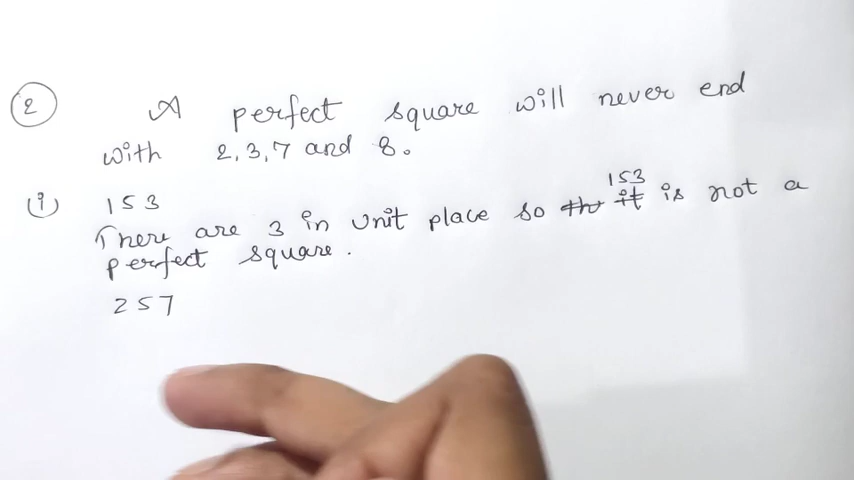 2 A perfect square will never end
with 2,3,7 and 8.
(i) 153
There are 3 in unit place so th it 153 is not a
perfect square.
257